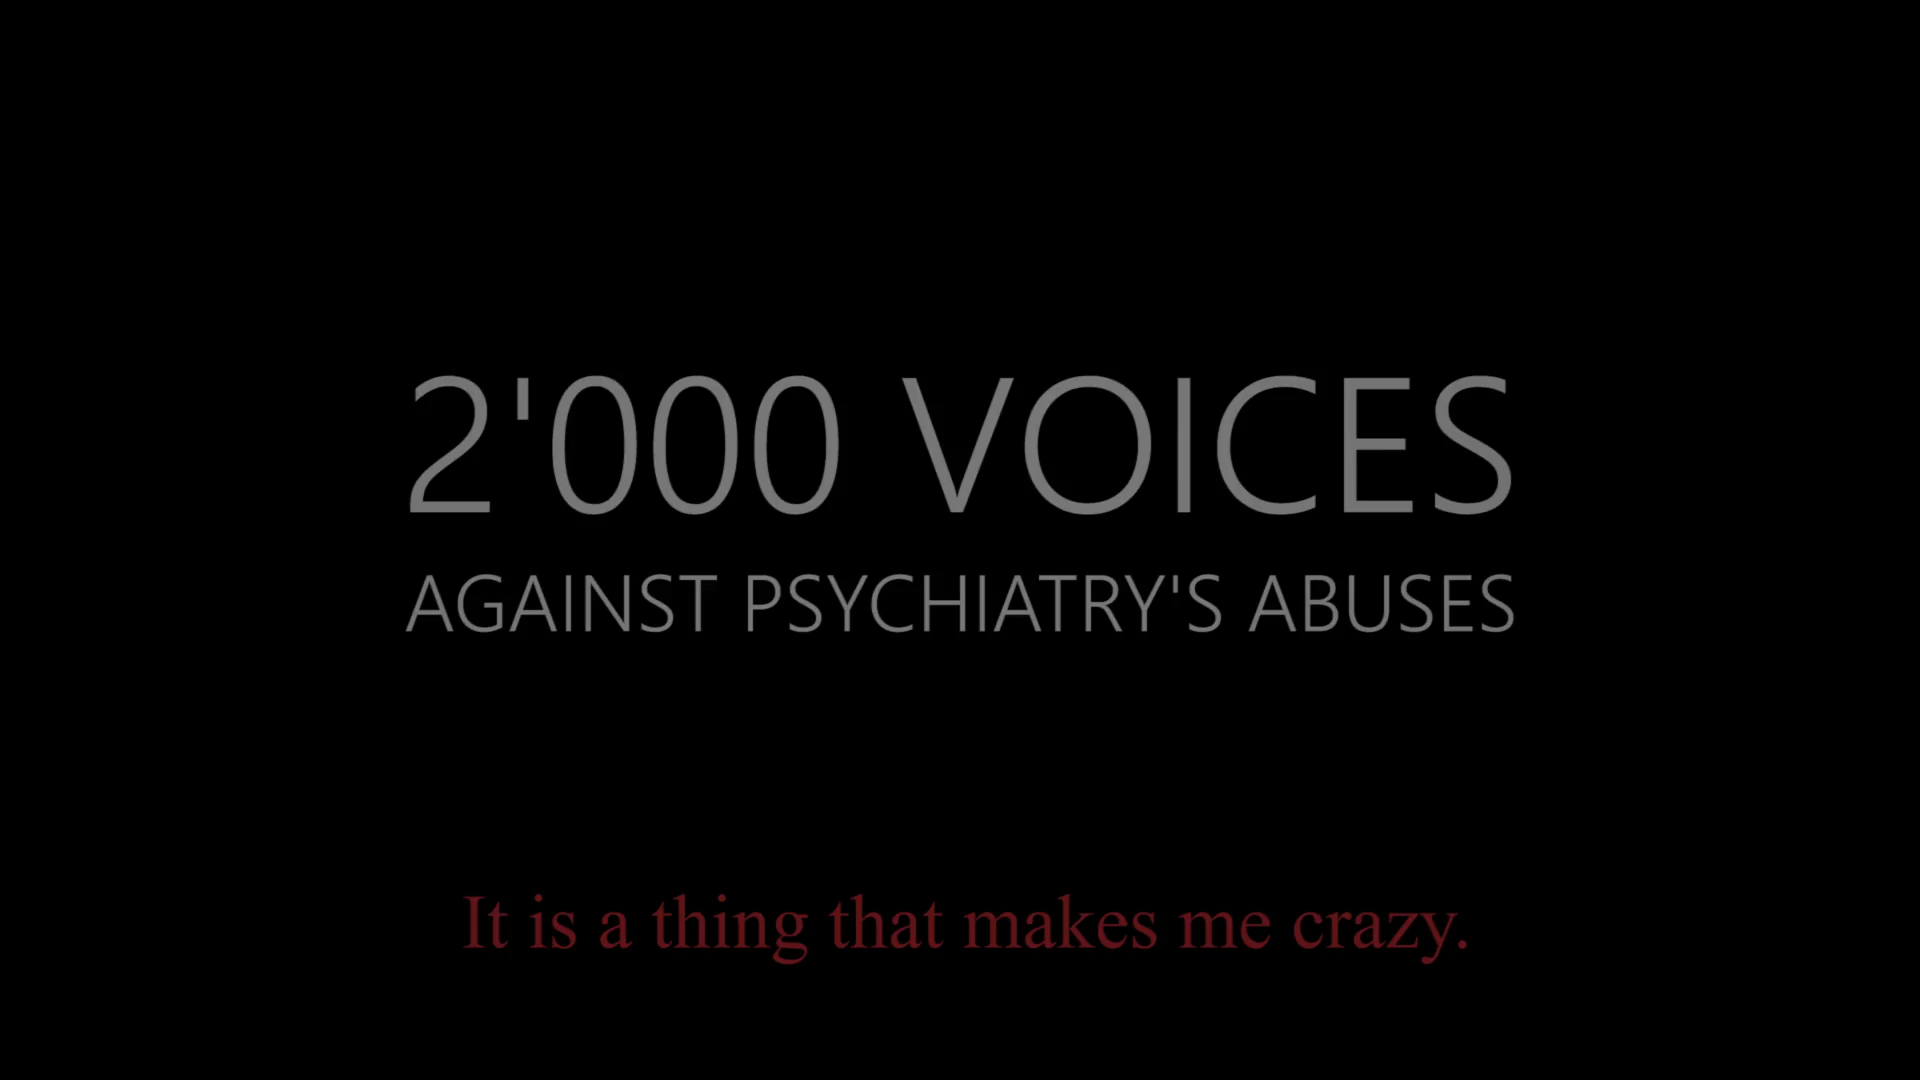 2'000 VOICES
AGAINST PSYCHIATRY'S ABUSES
It is a thing that makes me crazy.